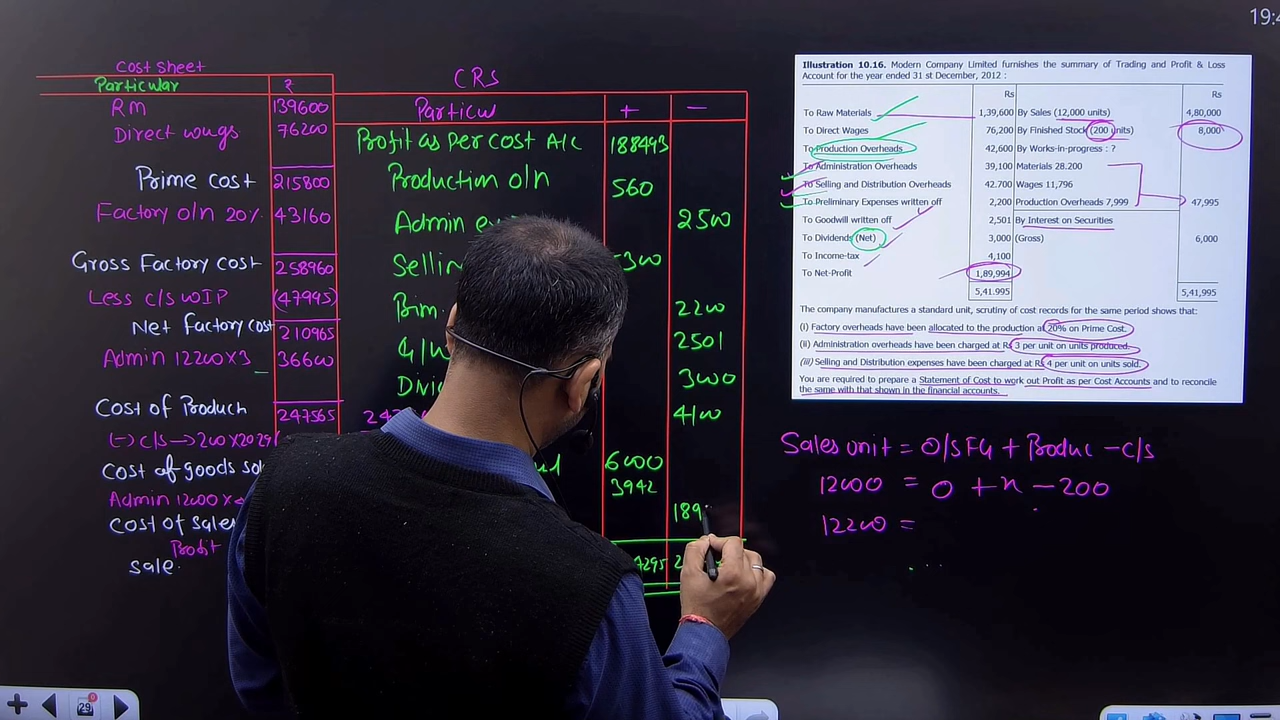 19:4
Cost Sheet
Particular ₹
RM 139600
Direct wags 76200
Prime cost 215800
Factory o/n 20% 43160
Gross Factory cost 258960
Less c/s WIP (47995)
Net Factory cost 210965
Admin 12200x3 36600
Cost of Produch 247565
(-) c/s → 200x2029
Cost of goods sol
Admin 12000x
Cost of sales
Profit
sale.
CRS
Particul + -
Profit as per cost A/c 188493
Production o/n 560
Admin 2500
Sellin 5300
2200
G/W 2501
Divi 3000
4100
6000
3942
189
7295
Illustration 10.16. Modern Company Limited furnishes the summary of Trading and Profit & Loss
Account for the year ended 31 st December, 2012 :
Rs Rs
To Raw Materials 1,39,600 By Sales (12,000 units) 4,80,000
To Direct Wages 76,200 By Finished Stock (200 units) 8,000
To Production Overheads 42,600 By Works-in-progress : ?
To Administration Overheads 39,100 Materials 28.200
To Selling and Distribution Overheads 42.700 Wages 11,796
To Preliminary Expenses written off 2,200 Production Overheads 7,999 47,995
To Goodwill written off 2,501 By Interest on Securities
To Dividends (Net) 3,000 (Gross) 6,000
To Income-tax 4,100
To Net-Profit 1,89,994
5,41.995 5,41,995
The company manufactures a standard unit, scrutiny of cost records for the same period shows that:
(i) Factory overheads have been allocated to the production at 20% on Prime Cost.
(ii) Administration overheads have been charged at Rs 3 per unit on units produced.
(iii) Selling and Distribution expenses have been charged at Rs 4 per unit on units sold.
You are required to prepare a Statement of Cost to work out Profit as per Cost Accounts and to reconcile
the same with that shown in the financial accounts.
Sales unit = O/S FG + Produc - c/s
12000 = 0 + x - 200
12200 =
29